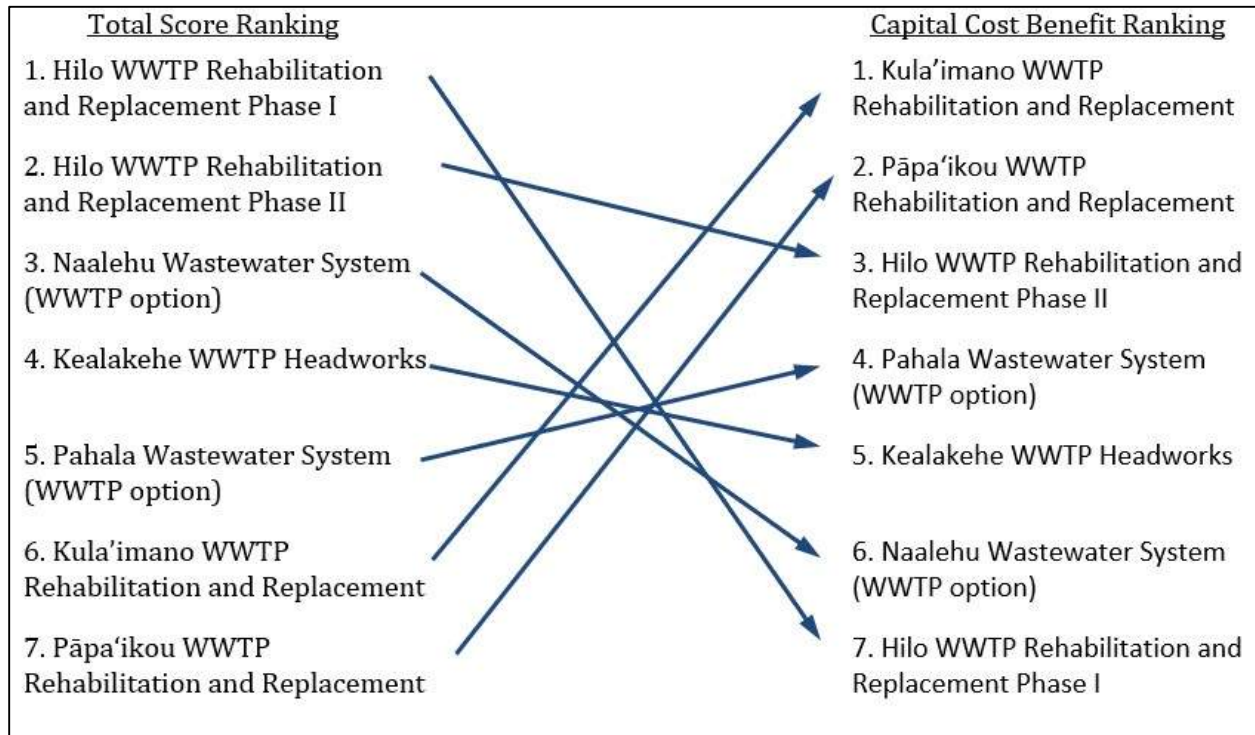 Total Score Ranking
1. Hilo WWTP Rehabilitation
and Replacement Phase I
2. Hilo WWTP Rehabilitation
and Replacement Phase II
3. Naalehu Wastewater System
(WWTP option)
4. Kealakehe WWTP Headworks
5. Pahala Wastewater System
(WWTP option)
6. Kula’imano WWTP
Rehabilitation and Replacement
7. Pāpa‘ikou WWTP
Rehabilitation and Replacement
Capital Cost Benefit Ranking
1. Kula’imano WWTP
Rehabilitation and Replacement
2. Pāpa‘ikou WWTP
Rehabilitation and Replacement
3. Hilo WWTP Rehabilitation and
Replacement Phase II
4. Pahala Wastewater System
(WWTP option)
5. Kealakehe WWTP Headworks
6. Naalehu Wastewater System
(WWTP option)
7. Hilo WWTP Rehabilitation and
Replacement Phase I